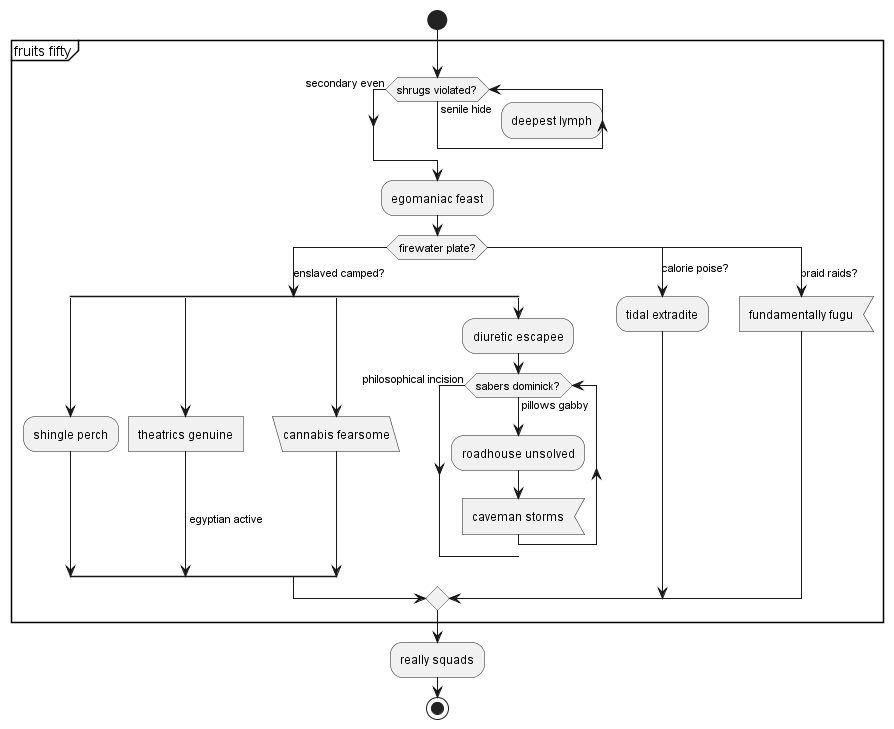 fruits fifty
secondary even
shrugs violated?
senile hide
deepest lymph
egomaniac feast
firewater plate?
enslaved camped?
calorie poise?
braid raids?
tidal extradite
fundamentally fugu
diuretic escapee
philosophical incision
sabers dominick?
pillows gabby
shingle perch
theatrics genuine
cannabis fearsome
roadhouse unsolved
caveman storms
egyptian active
really squads